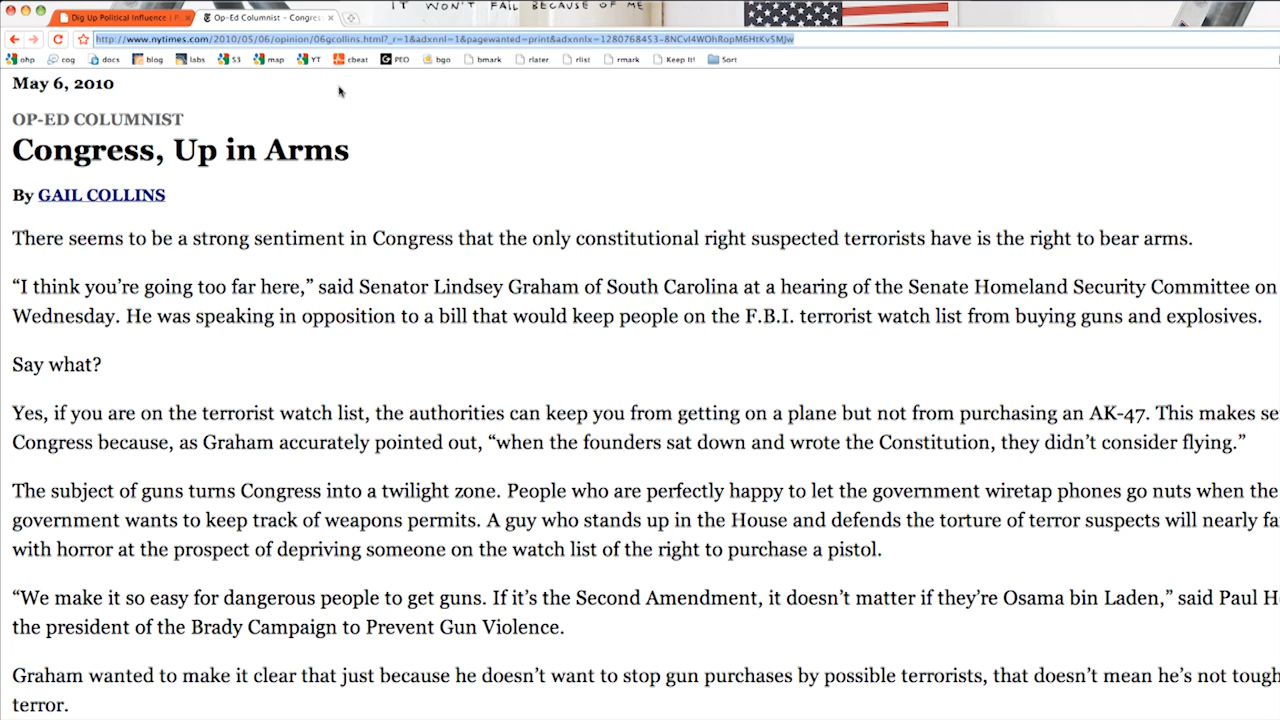 IT WON'T FAIL BECAUSE OF ME
Dig Up Political Influence | P
Op-Ed Columnist - Congres
http://www.nytimes.com/2010/05/06/opinion/06gcollins.html?_r=1&adxnnl=1&pagewanted=print&adxnnlx=1280768453-8NCvl4WOhRopM6HtKv5MJw
ohp cog docs blog labs S3 map YT cbeat PEO bgo bmark rlater rlist rmark Keep It! Sort
May 6, 2010
OP-ED COLUMNIST
Congress, Up in Arms
By GAIL COLLINS
There seems to be a strong sentiment in Congress that the only constitutional right suspected terrorists have is the right to bear arms.
“I think you’re going too far here,” said Senator Lindsey Graham of South Carolina at a hearing of the Senate Homeland Security Committee on
Wednesday. He was speaking in opposition to a bill that would keep people on the F.B.I. terrorist watch list from buying guns and explosives.
Say what?
Yes, if you are on the terrorist watch list, the authorities can keep you from getting on a plane but not from purchasing an AK-47. This makes se
Congress because, as Graham accurately pointed out, “when the founders sat down and wrote the Constitution, they didn’t consider flying.”
The subject of guns turns Congress into a twilight zone. People who are perfectly happy to let the government wiretap phones go nuts when the
government wants to keep track of weapons permits. A guy who stands up in the House and defends the torture of terror suspects will nearly fa
with horror at the prospect of depriving someone on the watch list of the right to purchase a pistol.
“We make it so easy for dangerous people to get guns. If it’s the Second Amendment, it doesn’t matter if they’re Osama bin Laden,” said Paul H
the president of the Brady Campaign to Prevent Gun Violence.
Graham wanted to make it clear that just because he doesn’t want to stop gun purchases by possible terrorists, that doesn’t mean he’s not tough
terror.